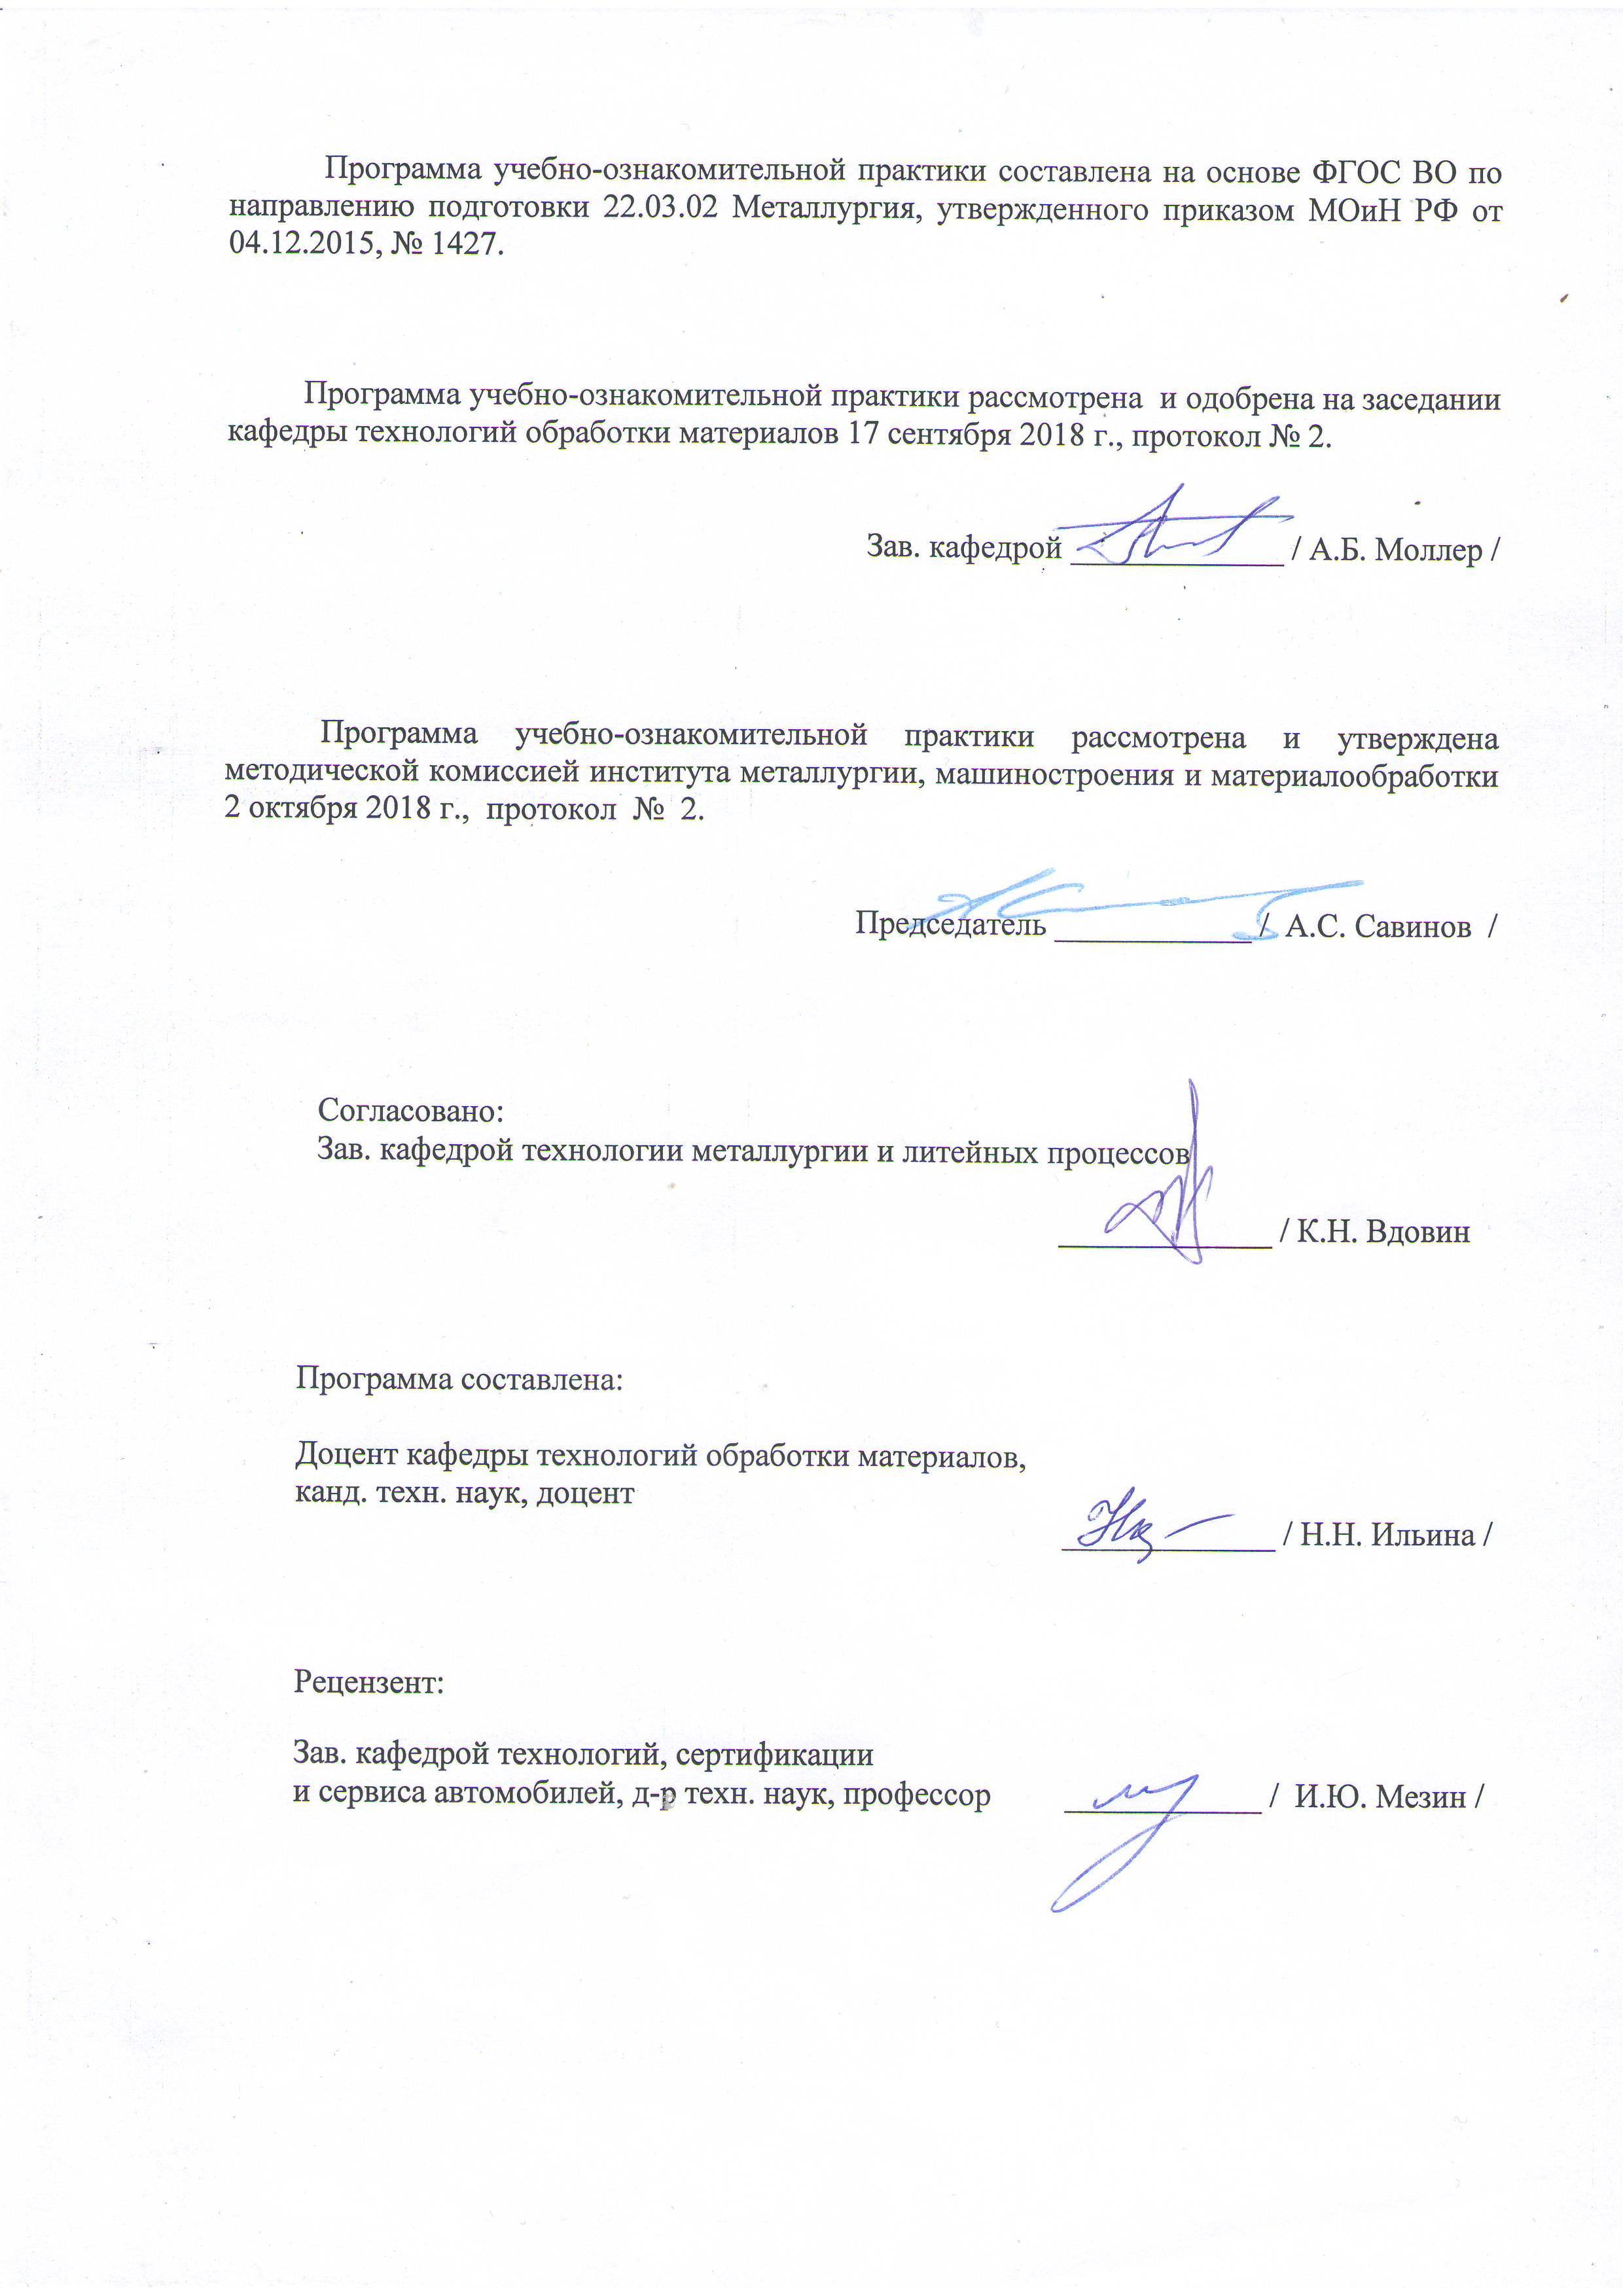 Программа учебно-ознакомительной практики составлена на основе ФГОС ВО по
направлению подготовки 22.03.02 Металлургия, утвержденного приказом МОиН РФ от
04.12.2015, № 1427.
Программа учебно-ознакомительной практики рассмотрена и одобрена на заседании
кафедры технологий обработки материалов 17 сентября 2018 г., протокол № 2.
Зав. кафедрой _____________ / А.Б. Моллер /
Программа учебно-ознакомительной практики рассмотрена и утверждена
методической комиссией института металлургии, машиностроения и материалообработки
2 октября 2018 г., протокол № 2.
Председатель ____________ / А.С. Савинов /
Согласовано:
Зав. кафедрой технологии металлургии и литейных процессов
_____________ / К.Н. Вдовин
Программа составлена:
Доцент кафедры технологий обработки материалов,
канд. техн. наук, доцент
_____________ / Н.Н. Ильина /
Рецензент:
Зав. кафедрой технологий, сертификации
и сервиса автомобилей, д-р техн. наук, профессор ____________ / И.Ю. Мезин /